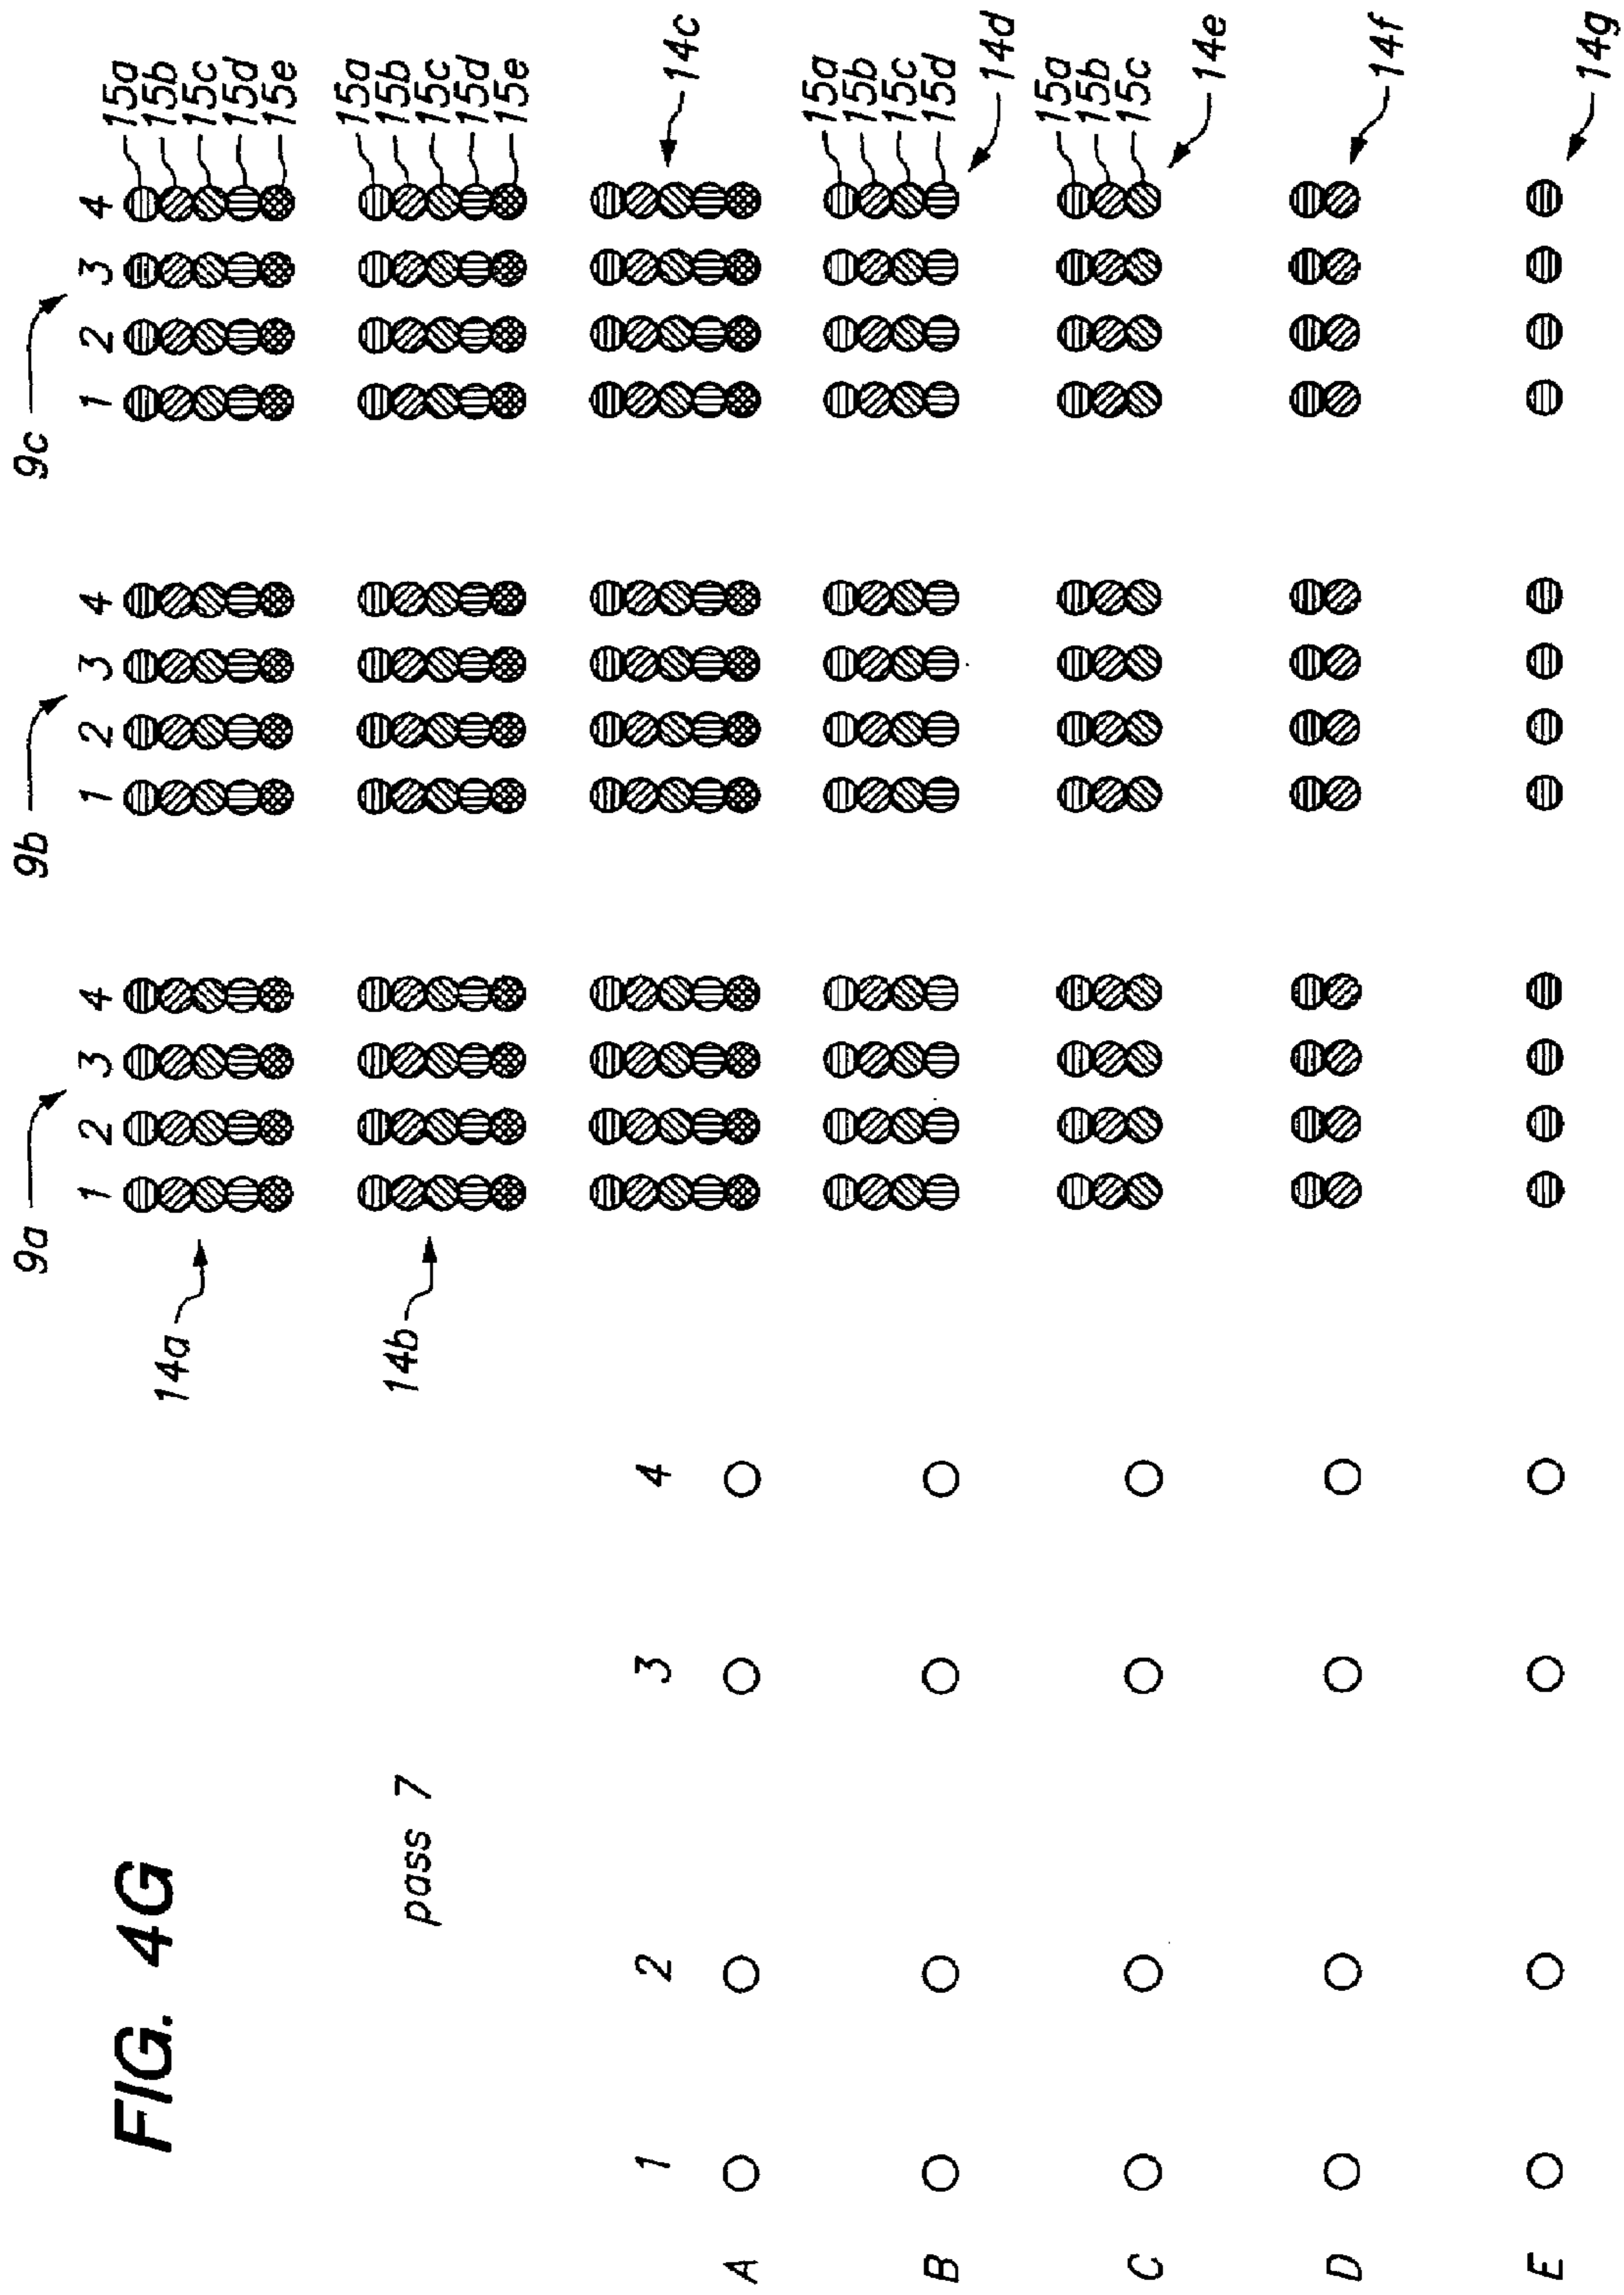 FIG. 4G
pass 7
9a 9b 9c
1 2 3 4 1 2 3 4 1 2 3 4
14a
15a
15b
15c
15d
15e
14b
15a
15b
15c
15d
15e
1 2 3 4
14c
A
15a
15b
15c
15d
14d
B
15a
15b
15c
14e
C
14f
D
14g
E